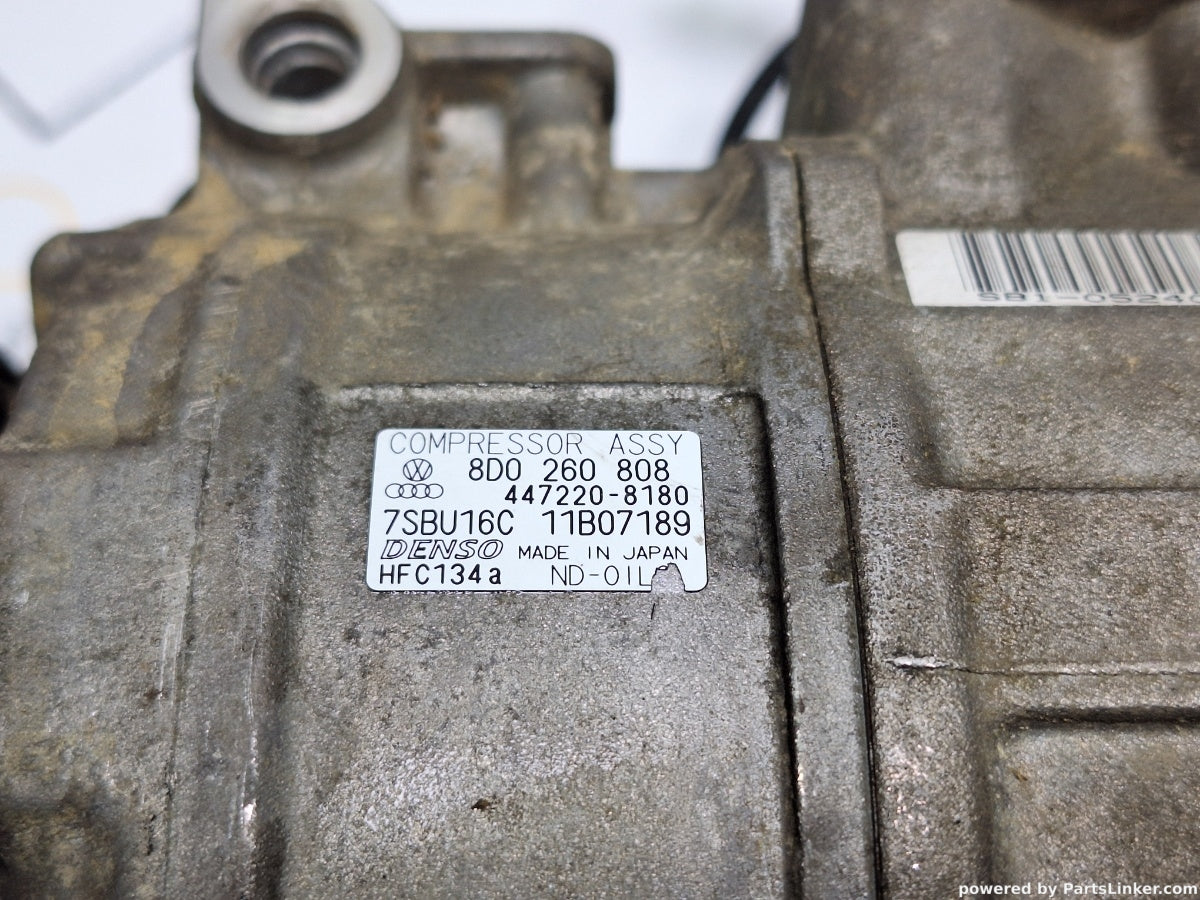 COMPRESSOR ASSY
8D0 260 808
447220-8180
7SBU16C 11B07189
DENSO MADE IN JAPAN
HFC134a ND-OIL
powered by PartsLinker.com